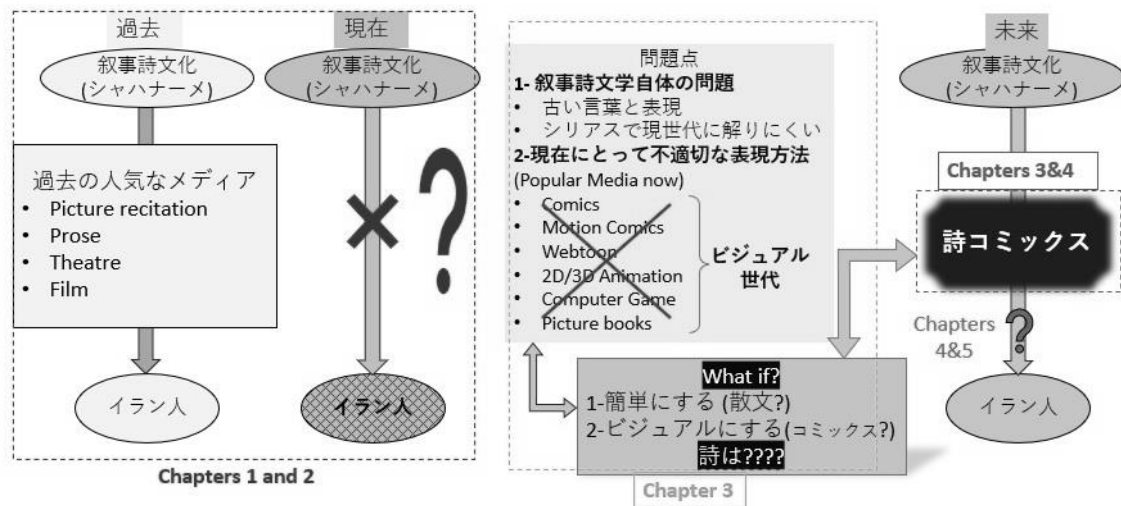 過去
叙事詩文化
(シャハナーメ)
過去の人気なメディア
• Picture recitation
• Prose
• Theatre
• Film
イラン人
現在
叙事詩文化
(シャハナーメ)
?
イラン人
Chapters 1 and 2
問題点
1- 叙事詩文学自体の問題
• 古い言葉と表現
• シリアスで現世代に解りにくい
2-現在にとって不適切な表現方法
(Popular Media now)
• Comics
• Motion Comics
• Webtoon
• 2D/3D Animation
• Computer Game
• Picture books
ビジュアル
世代
What if?
1-簡単にする (散文?)
2-ビジュアルにする(コミックス?)
詩は????
Chapter 3
未来
叙事詩文化
(シャハナーメ)
Chapters 3&4
詩コミックス
Chapters
4&5
?
イラン人